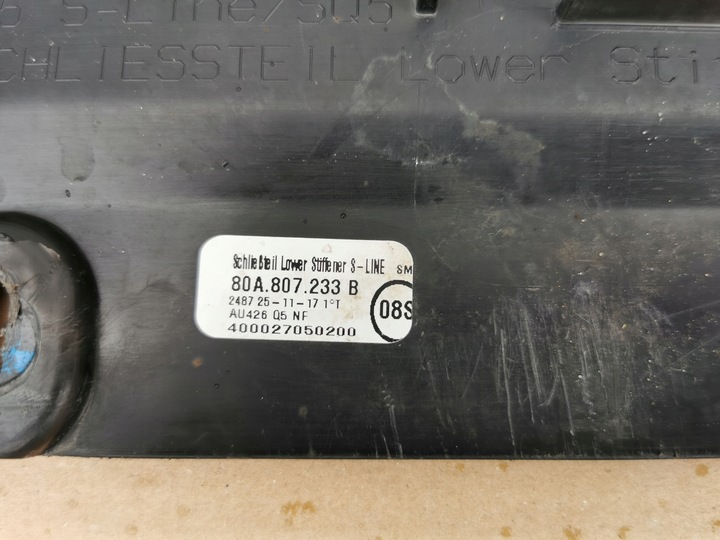 S-Line/SQ5
CHLIESSTEIL Lower Sti
Schließteil Lower Stiffener S-LINE SM
80A.807.233 B
2487 25-11-17 1°T
08S
AU426 Q5 NF
400027050200